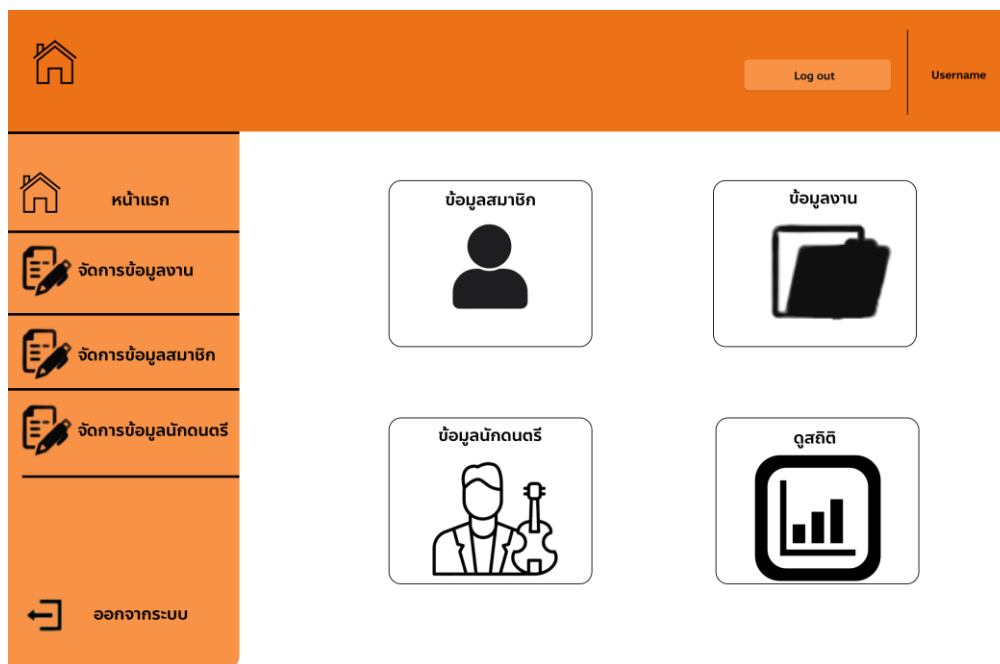 Log out
Username
หน้าแรก
จัดการข้อมูลงาน
จัดการข้อมูลสมาชิก
จัดการข้อมูลนักดนตรี
ออกจากระบบ
ข้อมูลสมาชิก
ข้อมูลงาน
ข้อมูลนักดนตรี
ดูสถิติ